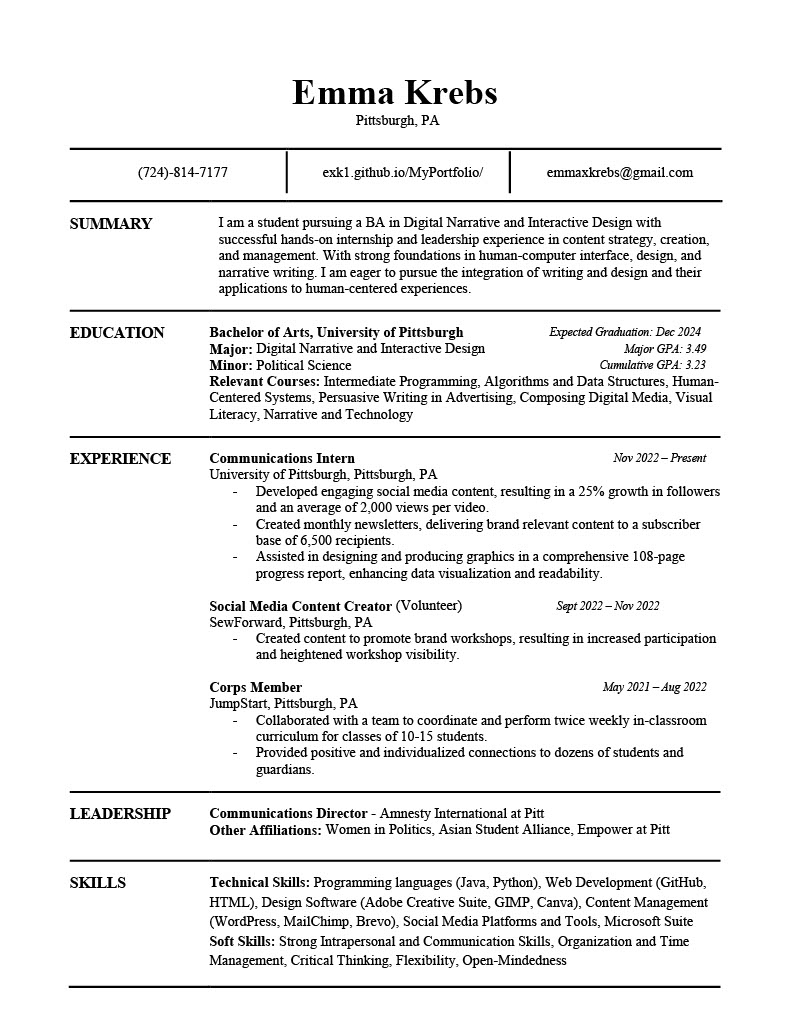 Emma Krebs
Pittsburgh, PA
(724)-814-7177
exk1.github.io/MyPortfolio/
emmaxkrebs@gmail.com
SUMMARY
I am a student pursuing a BA in Digital Narrative and Interactive Design with
successful hands-on internship and leadership experience in content strategy, creation,
and management. With strong foundations in human-computer interface, design, and
narrative writing. I am eager to pursue the integration of writing and design and their
applications to human-centered experiences.
EDUCATION
Bachelor of Arts, University of Pittsburgh Expected Graduation: Dec 2024
Major: Digital Narrative and Interactive Design Major GPA: 3.49
Minor: Political Science Cumulative GPA: 3.23
Relevant Courses: Intermediate Programming, Algorithms and Data Structures, Human-
Centered Systems, Persuasive Writing in Advertising, Composing Digital Media, Visual
Literacy, Narrative and Technology
EXPERIENCE
Communications Intern Nov 2022 – Present
University of Pittsburgh, Pittsburgh, PA
- Developed engaging social media content, resulting in a 25% growth in followers
and an average of 2,000 views per video.
- Created monthly newsletters, delivering brand relevant content to a subscriber
base of 6,500 recipients.
- Assisted in designing and producing graphics in a comprehensive 108-page
progress report, enhancing data visualization and readability.
Social Media Content Creator (Volunteer) Sept 2022 – Nov 2022
SewForward, Pittsburgh, PA
- Created content to promote brand workshops, resulting in increased participation
and heightened workshop visibility.
Corps Member May 2021 – Aug 2022
JumpStart, Pittsburgh, PA
- Collaborated with a team to coordinate and perform twice weekly in-classroom
curriculum for classes of 10-15 students.
- Provided positive and individualized connections to dozens of students and
guardians.
LEADERSHIP
Communications Director - Amnesty International at Pitt
Other Affiliations: Women in Politics, Asian Student Alliance, Empower at Pitt
SKILLS
Technical Skills: Programming languages (Java, Python), Web Development (GitHub,
HTML), Design Software (Adobe Creative Suite, GIMP, Canva), Content Management
(WordPress, MailChimp, Brevo), Social Media Platforms and Tools, Microsoft Suite
Soft Skills: Strong Intrapersonal and Communication Skills, Organization and Time
Management, Critical Thinking, Flexibility, Open-Mindedness